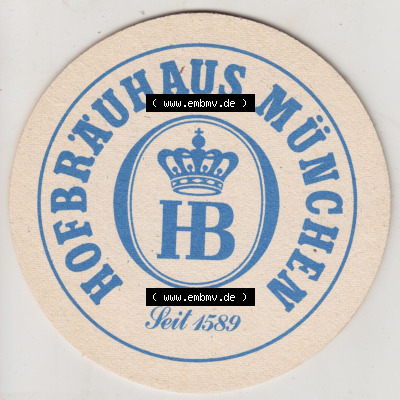 HOFBRÄUHAUS MÜNCHEN
( www.embmv.de )
HB
( www.embmv.de )
Seit 1589